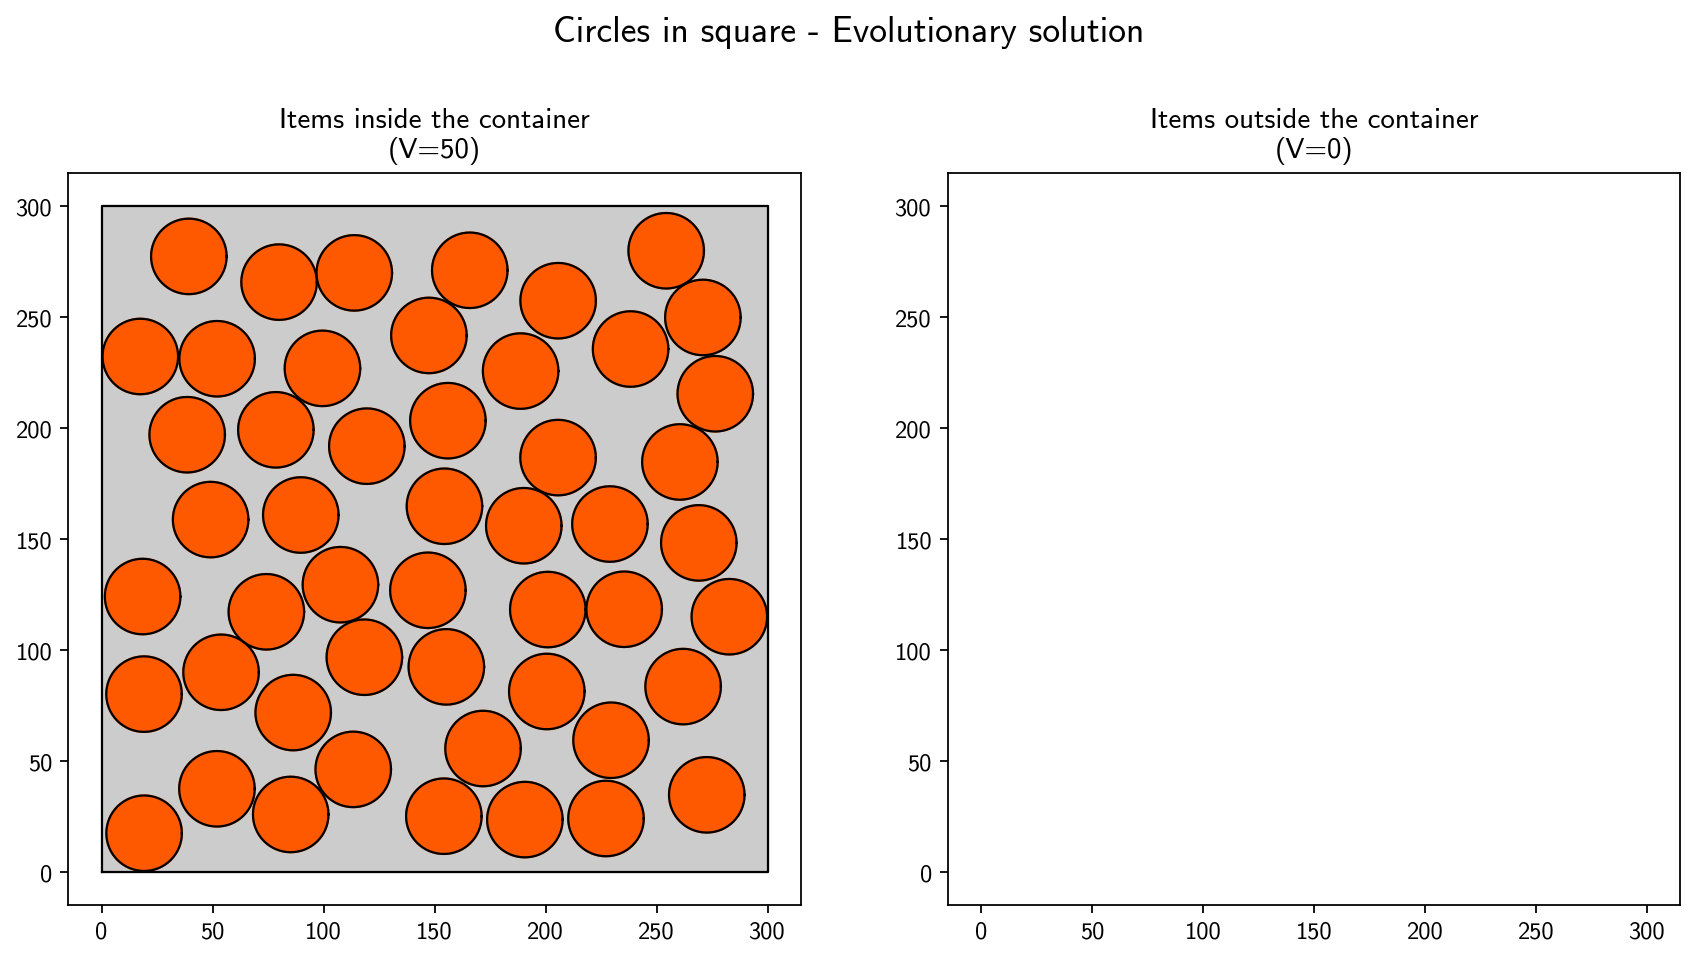 Circles in square - Evolutionary solution
Items inside the container
(V=50)
300
250
200
150
100
50
0
0 50 100 150 200 250 300
Items outside the container
(V=0)
300
250
200
150
100
50
0
0 50 100 150 200 250 300